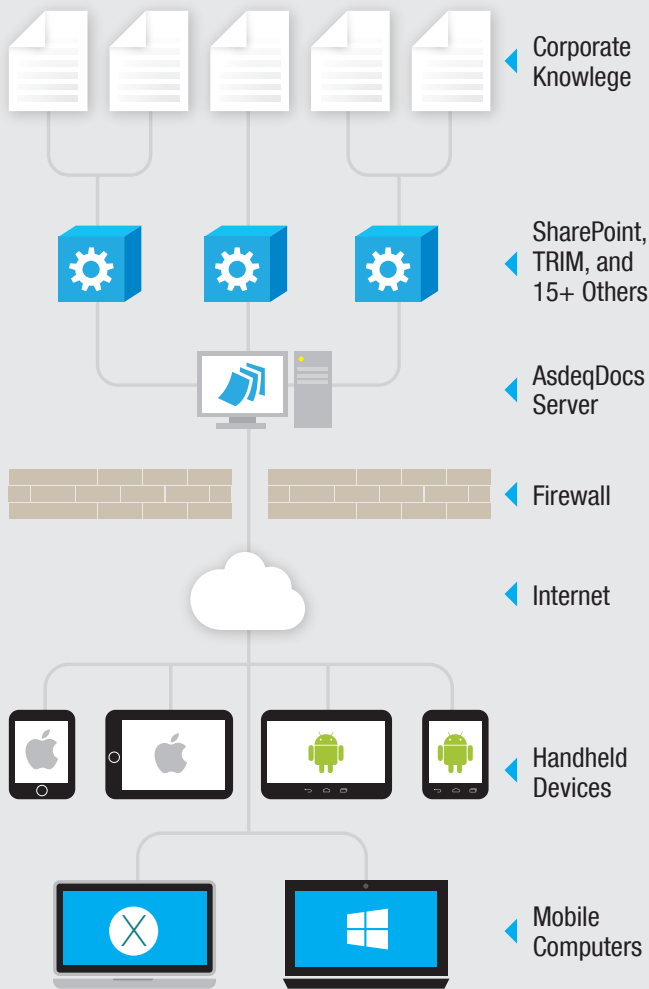 Corporate
Knowlege
SharePoint,
TRIM, and
15+ Others
AsdeqDocs
Server
Firewall
Internet
Handheld
Devices
Mobile
Computers